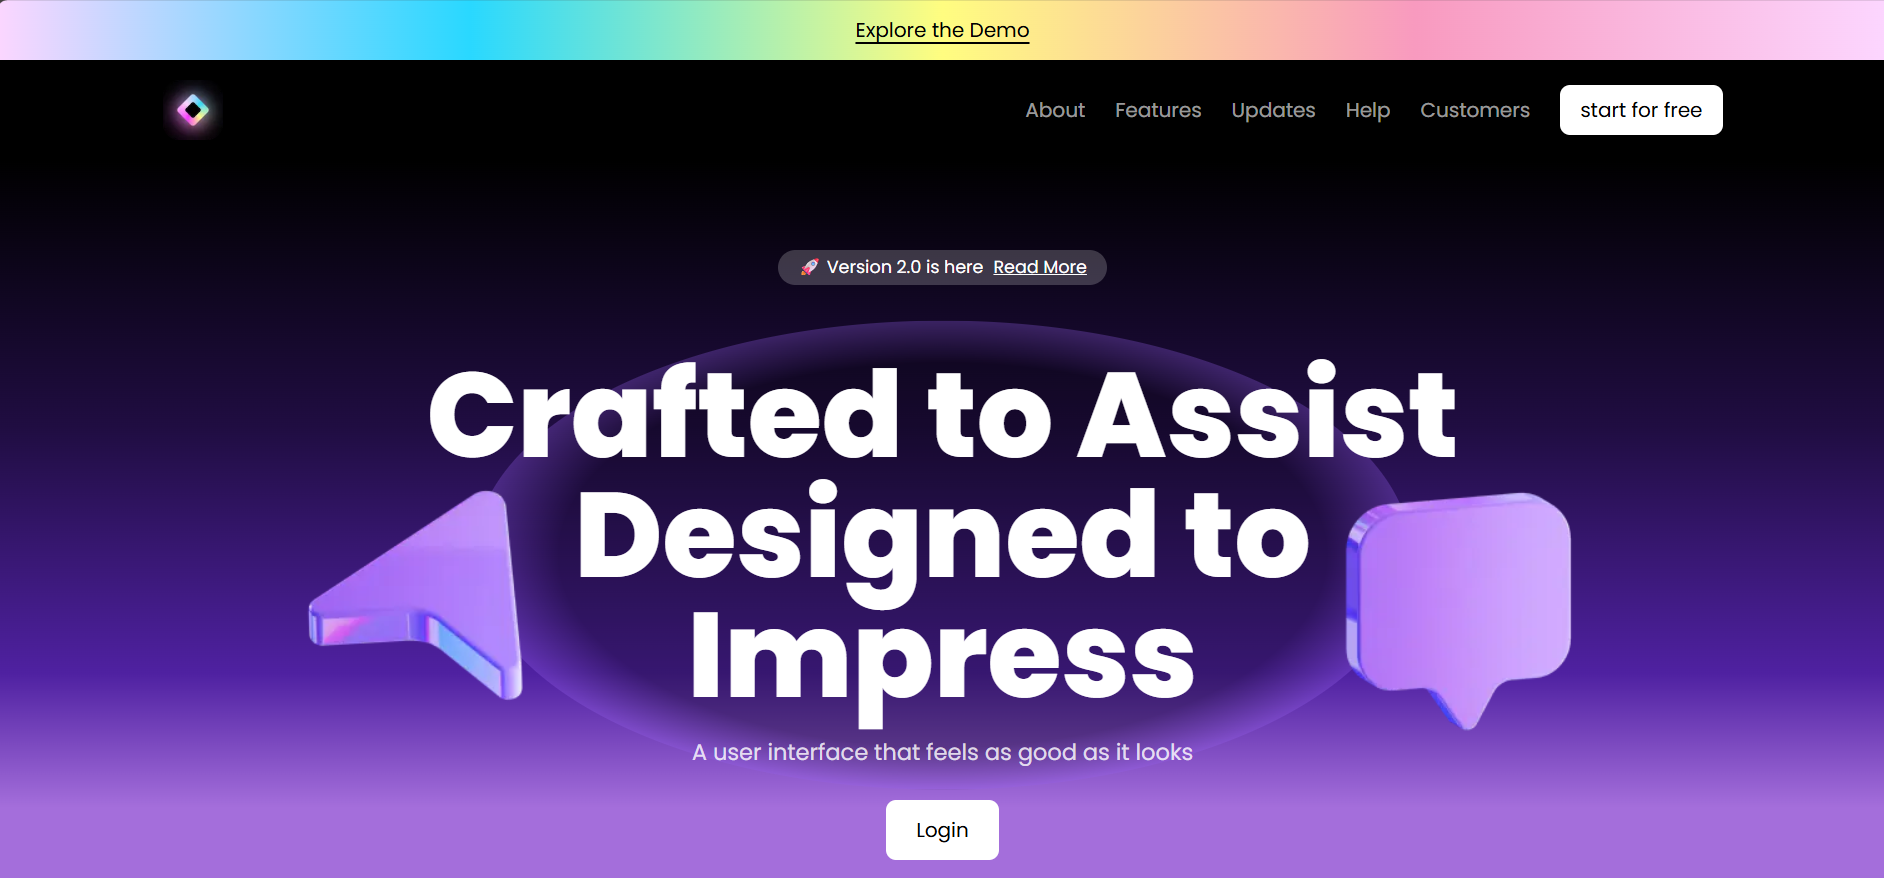 Explore the Demo
About Features Updates Help Customers start for free
🚀 Version 2.0 is here Read More
Crafted to Assist
Designed to
Impress
A user interface that feels as good as it looks
Login